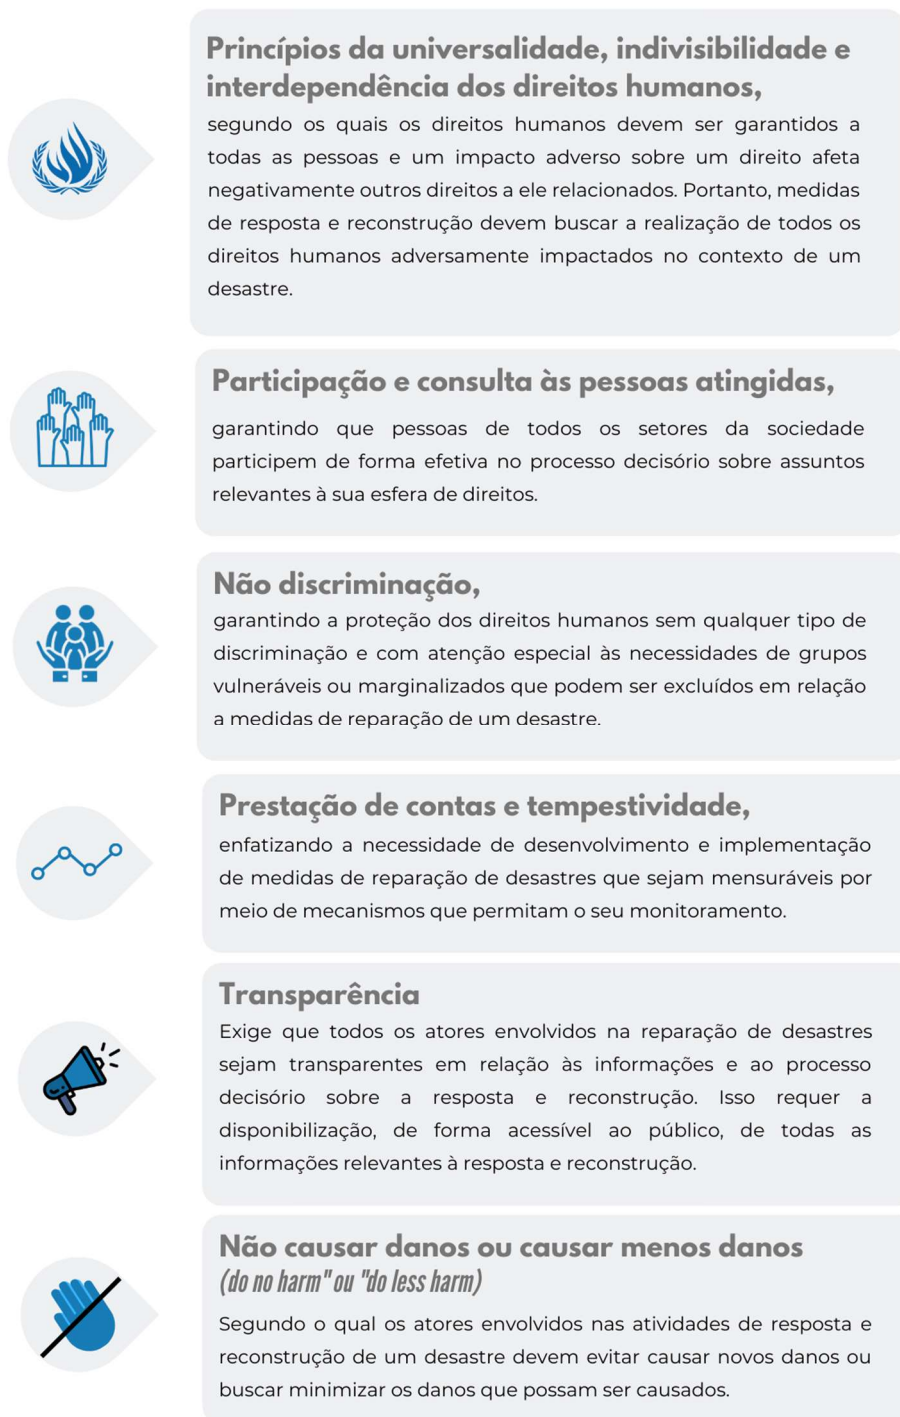 Princípios da universalidade, indivisibilidade e
interdependência dos direitos humanos,
segundo os quais os direitos humanos devem ser garantidos a
todas as pessoas e um impacto adverso sobre um direito afeta
negativamente outros direitos a ele relacionados. Portanto, medidas
de resposta e reconstrução devem buscar a realização de todos os
direitos humanos adversamente impactados no contexto de um
desastre.
Participação e consulta às pessoas atingidas,
garantindo que pessoas de todos os setores da sociedade
participem de forma efetiva no processo decisório sobre assuntos
relevantes à sua esfera de direitos.
Não discriminação,
garantindo a proteção dos direitos humanos sem qualquer tipo de
discriminação e com atenção especial às necessidades de grupos
vulneráveis ou marginalizados que podem ser excluídos em relação
a medidas de reparação de um desastre.
Prestação de contas e tempestividade,
enfatizando a necessidade de desenvolvimento e implementação
de medidas de reparação de desastres que sejam mensuráveis por
meio de mecanismos que permitam o seu monitoramento.
Transparência
Exige que todos os atores envolvidos na reparação de desastres
sejam transparentes em relação às informações e ao processo
decisório sobre a resposta e reconstrução. Isso requer a
disponibilização, de forma acessível ao público, de todas as
informações relevantes à resposta e reconstrução.
Não causar danos ou causar menos danos
(do no harm" ou "do less harm)
Segundo o qual os atores envolvidos nas atividades de resposta e
reconstrução de um desastre devem evitar causar novos danos ou
buscar minimizar os danos que possam ser causados.